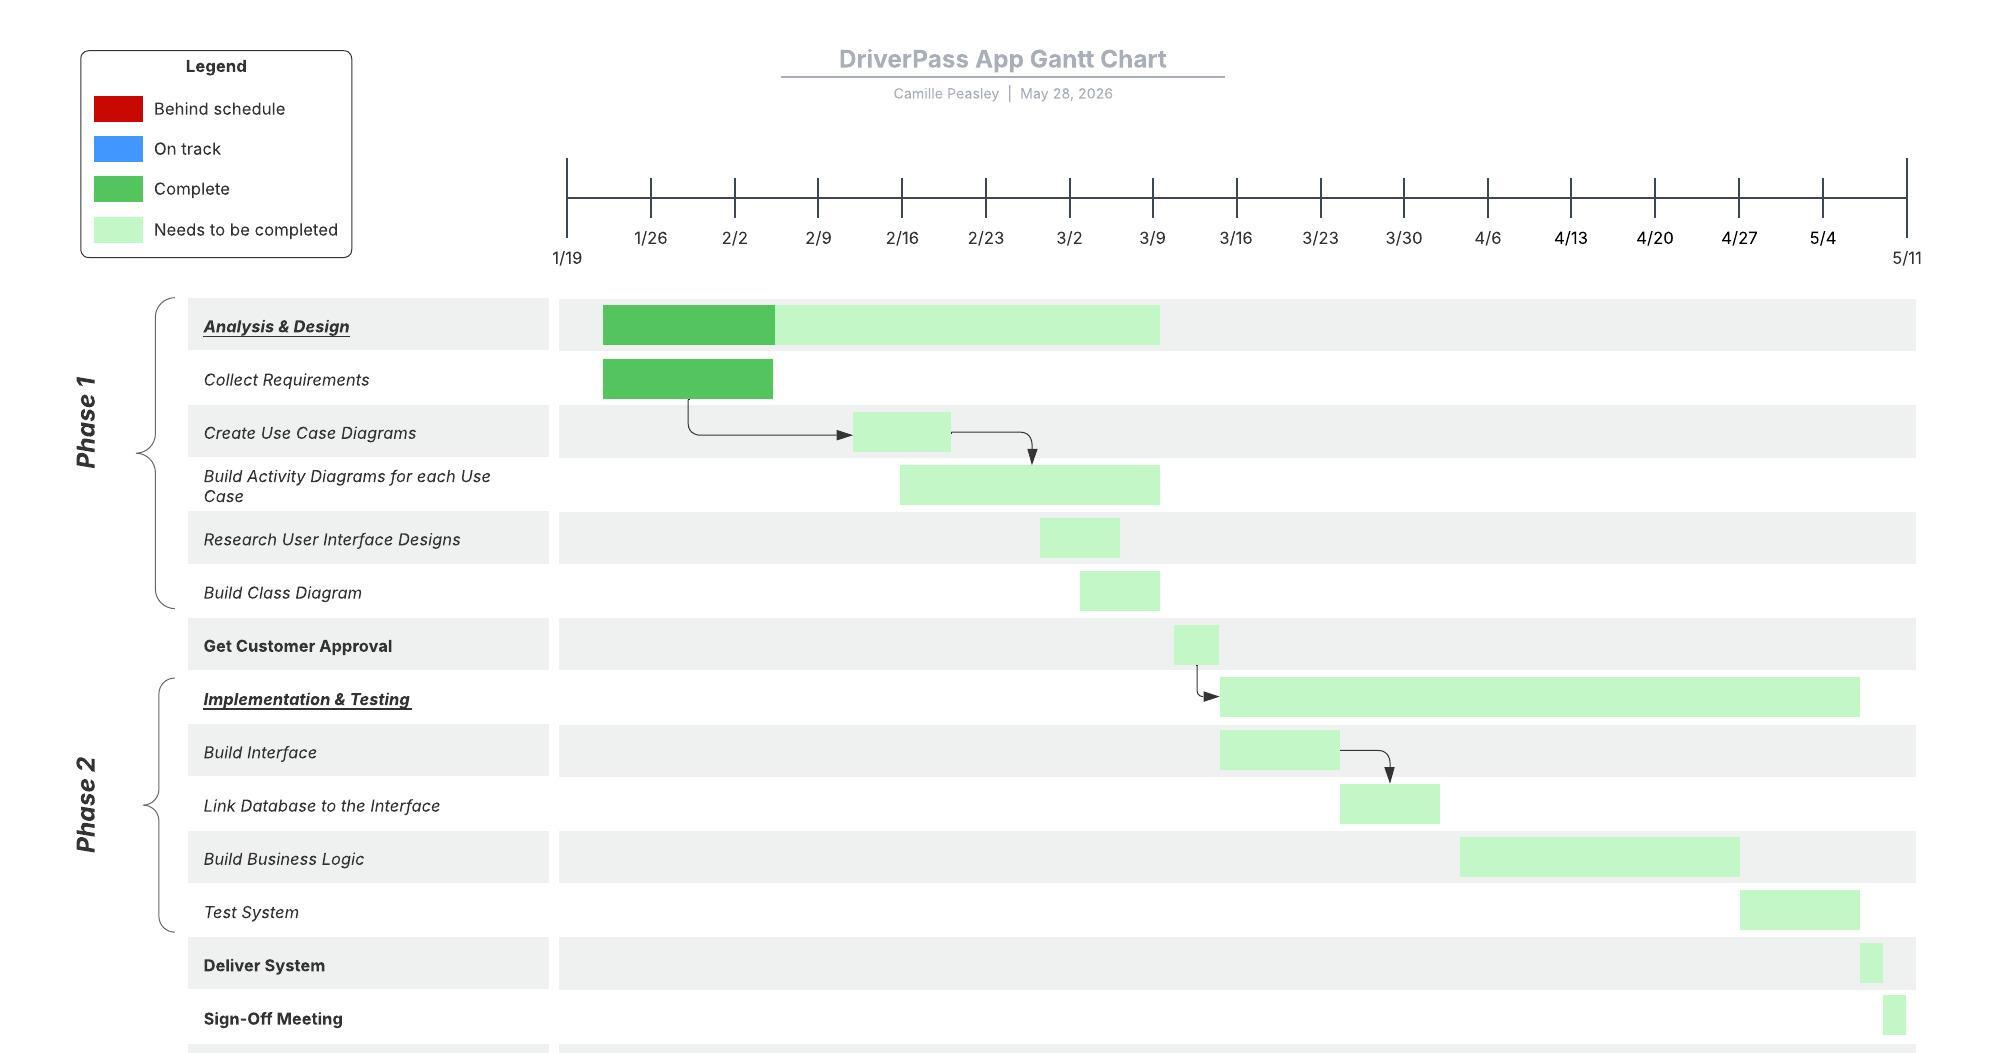 Legend
Behind schedule
On track
Complete
Needs to be completed
DriverPass App Gantt Chart
Camille Peasley | May 28, 2026
1/19
1/26
2/2
2/9
2/16
2/23
3/2
3/9
3/16
3/23
3/30
4/6
4/13
4/20
4/27
5/4
5/11
Phase 1
Analysis & Design
Collect Requirements
Create Use Case Diagrams
Build Activity Diagrams for each Use
Case
Research User Interface Designs
Build Class Diagram
Get Customer Approval
Phase 2
Implementation & Testing
Build Interface
Link Database to the Interface
Build Business Logic
Test System
Deliver System
Sign-Off Meeting